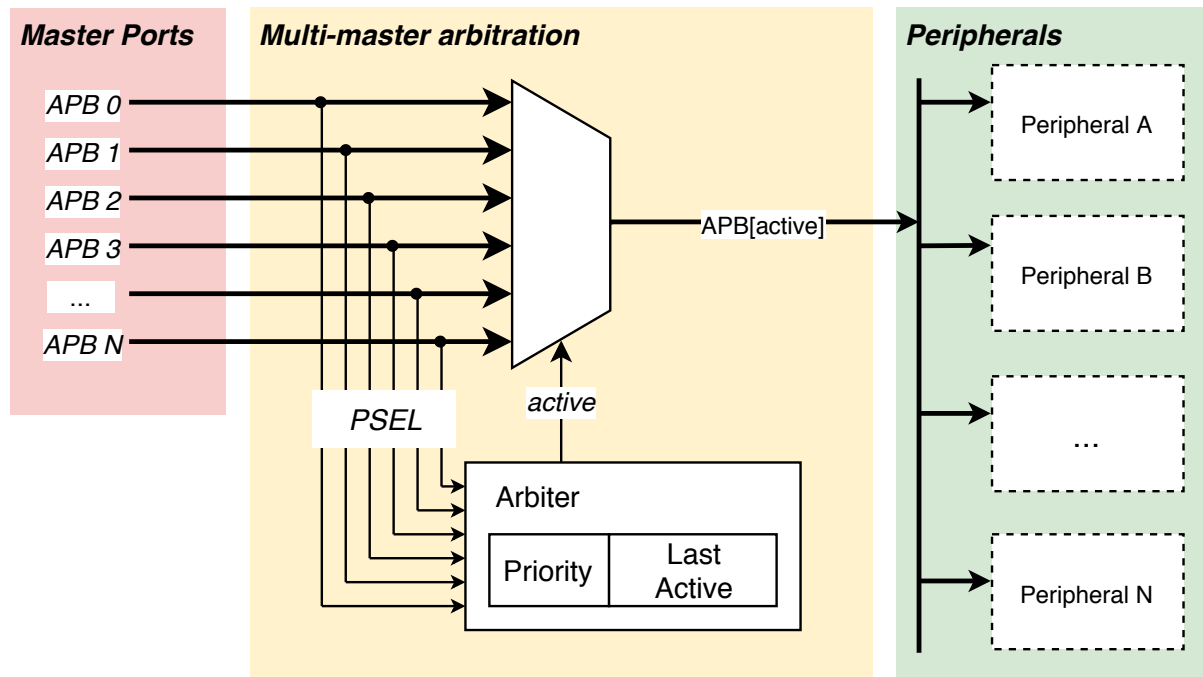 Master Ports
APB 0
APB 1
APB 2
APB 3
...
APB N
Multi-master arbitration
PSEL
active
Arbiter
Priority
Last
Active
APB[active]
Peripherals
Peripheral A
Peripheral B
...
Peripheral N